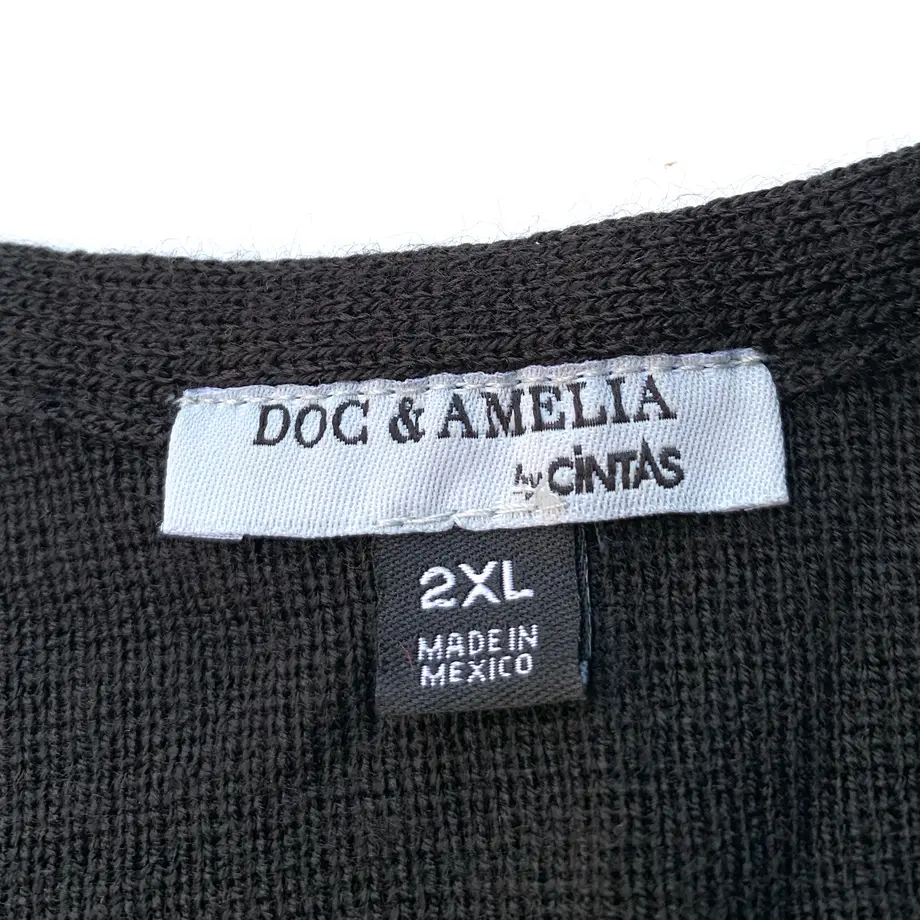 DOC & AMELIA
by CiNTAS
2XL
MADE IN
MEXICO